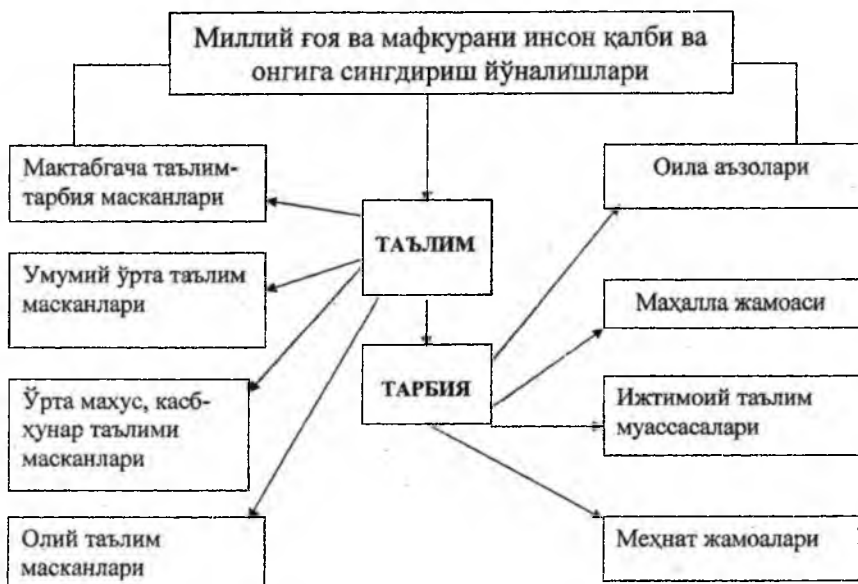 Миллий ғоя ва мафкурани инсон қалби ва
онгига сингдириш йўналишлари
Мактабгача таълим-
тарбия масканлари
Умумий ўрта таълим
масканлари
Ўрта махус, касб-
ҳунар таълими
масканлари
Олий таълим
масканлари
ТАЪЛИМ
ТАРБИЯ
Оила аъзолари
Маҳалла жамоаси
Ижтимоий таълим
муассасалари
Меҳнат жамоалари